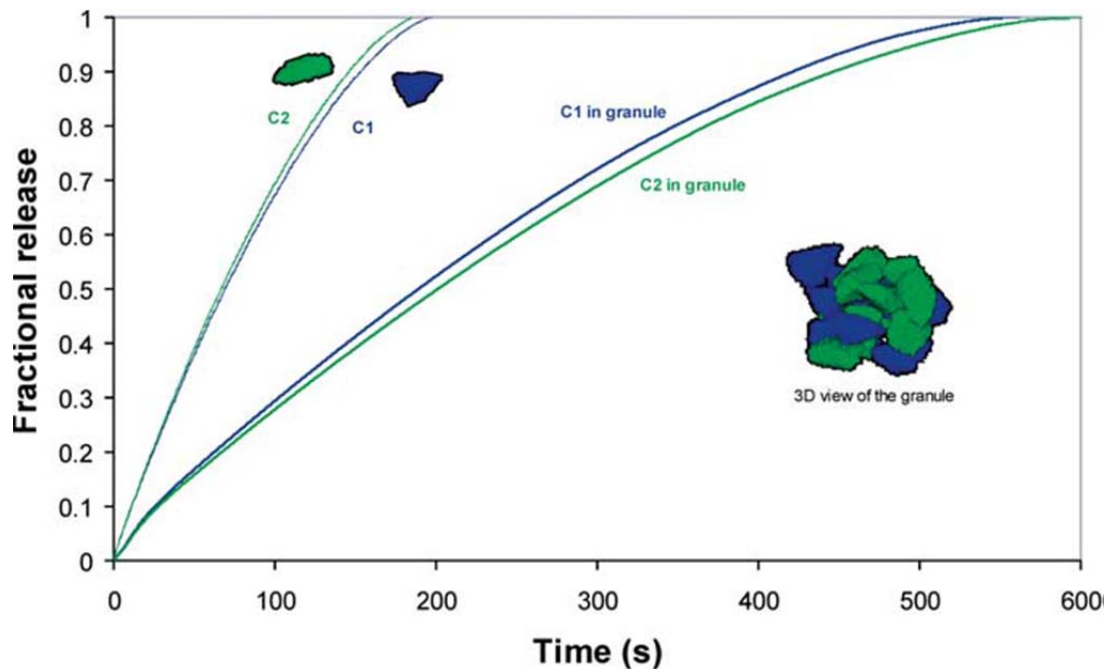 Fractional release
1
0.9
0.8
0.7
0.6
0.5
0.4
0.3
0.2
0.1
0
C2
C1
C1 in granule
C2 in granule
3D view of the granule
0 100 200 300 400 500 600
Time (s)